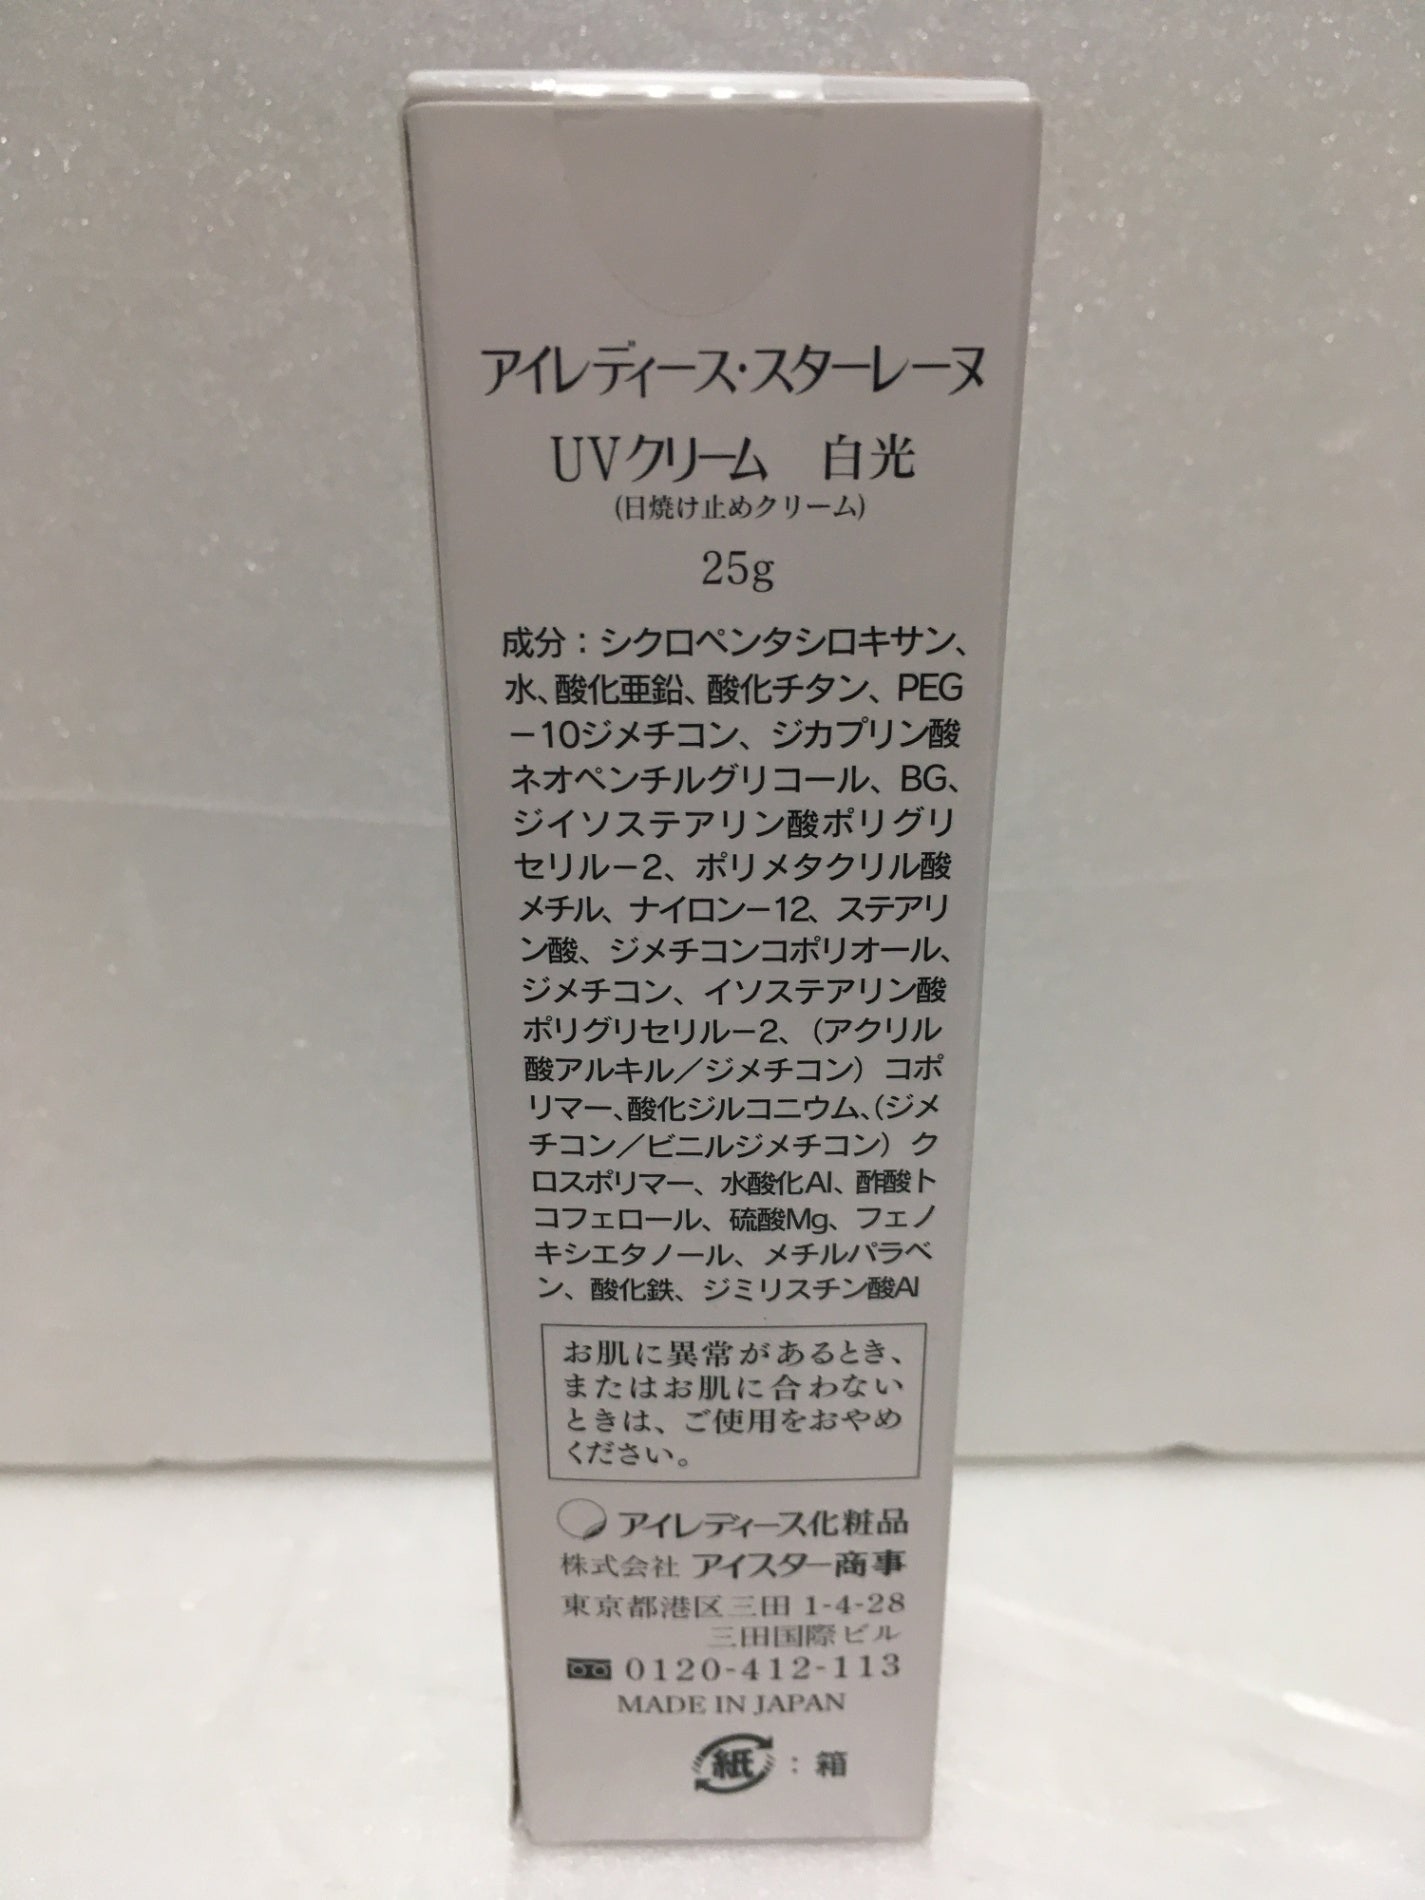 アイレディース・スターレーヌ
UVクリーム　白光
(日焼け止めクリーム)
25g
成分：シクロペンタシロキサン、
水、酸化亜鉛、酸化チタン、PEG
－10ジメチコン、ジカプリン酸
ネオペンチルグリコール、BG、
ジイソステアリン酸ポリグリ
セリル－2、ポリメタクリル酸
メチル、ナイロン－12、ステアリ
ン酸、ジメチコンコポリオール、
ジメチコン、イソステアリン酸
ポリグリセリル－2、（アクリル
酸アルキル／ジメチコン）コポ
リマー、酸化ジルコニウム、（ジメ
チコン／ビニルジメチコン）ク
ロスポリマー、水酸化Al、酢酸ト
コフェロール、硫酸Mg、フェノ
キシエタノール、メチルパラベ
ン、酸化鉄、ジミリスチン酸Al
お肌に異常があるとき、
またはお肌に合わない
ときは、ご使用をおやめ
ください。
アイレディース化粧品
株式会社 アイスター商事
東京都港区三田 1-4-28
三田国際ビル
0120-412-113
MADE IN JAPAN
紙：箱